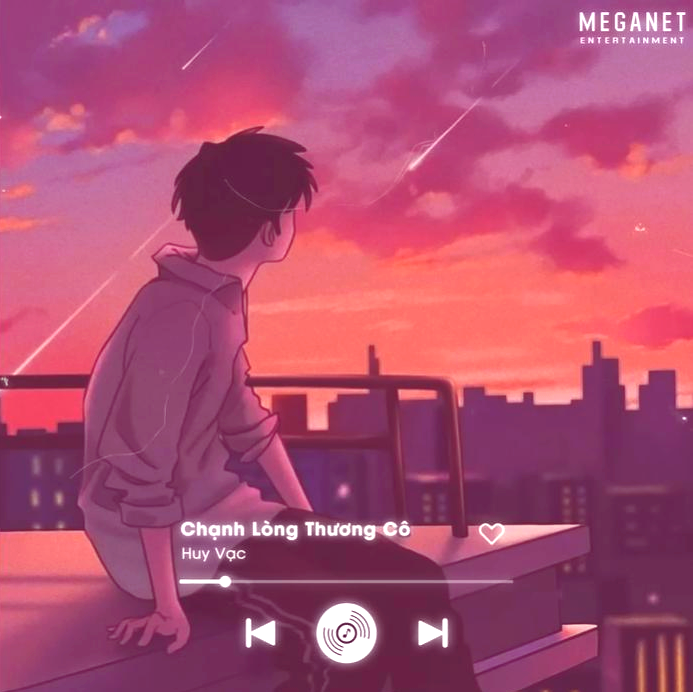 MEGANET
ENTERTAINMENT
Chạnh Lòng Thương Cô
Huy Vạc